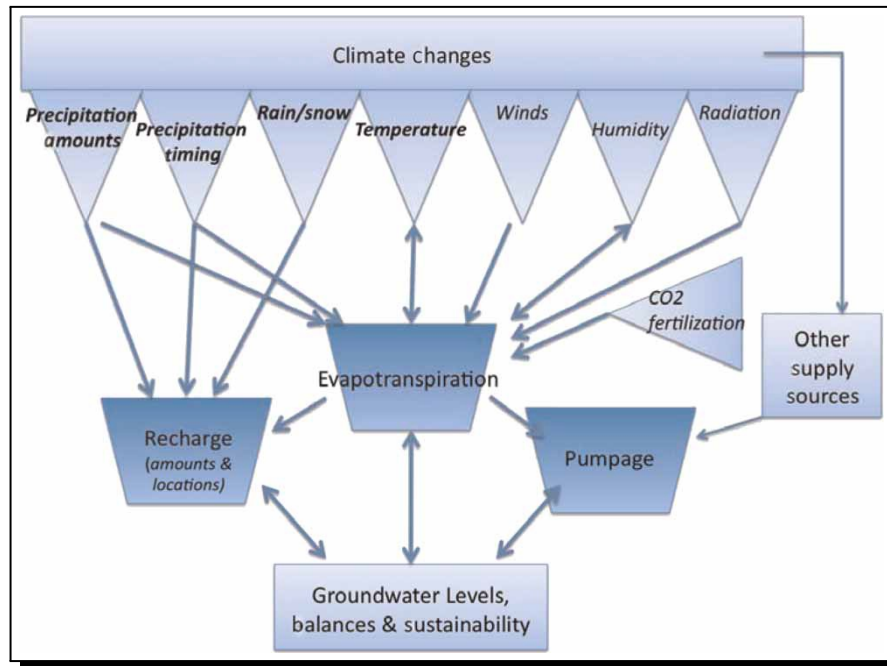 Climate changes
Precipitation
amounts
Precipitation
timing
Rain/snow
Temperature
Winds
Humidity
Radiation
CO2
fertilization
Other
supply
sources
Evapotranspiration
Recharge
(amounts &
locations)
Pumpage
Groundwater Levels,
balances & sustainability